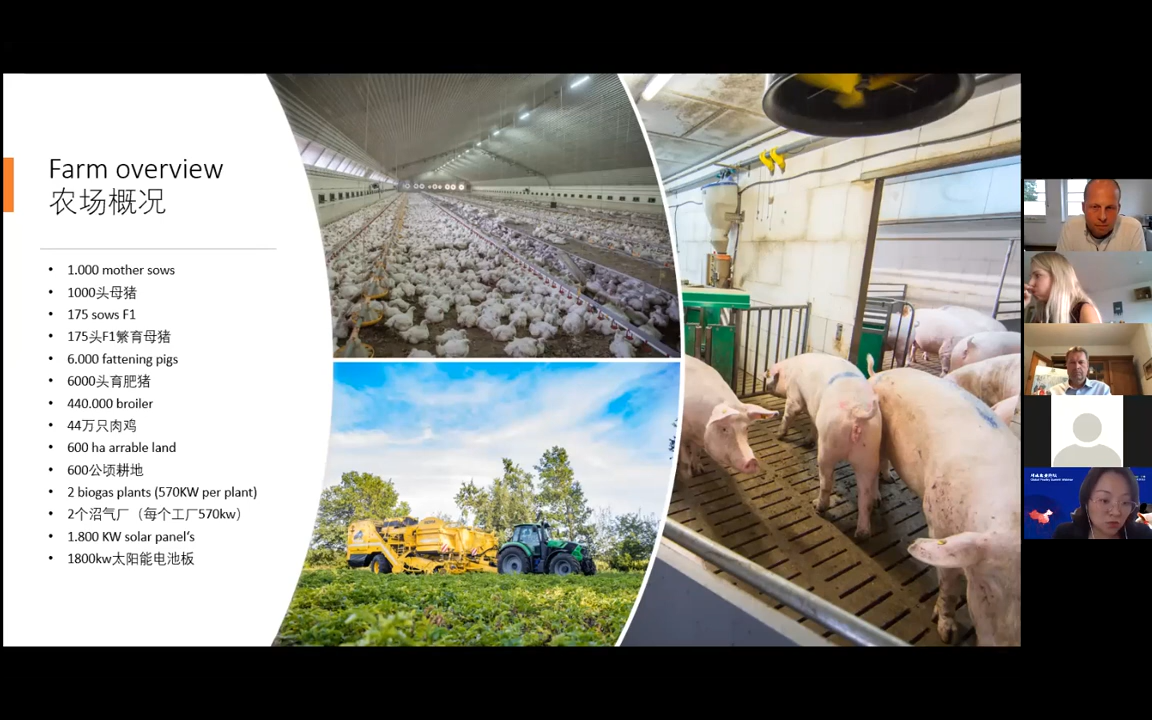 Farm overview
农场概况
• 1.000 mother sows
• 1000头母猪
• 175 sows F1
• 175头F1繁育母猪
• 6.000 fattening pigs
• 6000头育肥猪
• 440.000 broiler
• 44万只肉鸡
• 600 ha arrable land
• 600公顷耕地
• 2 biogas plants (570KW per plant)
• 2个沼气厂（每个工厂570kw）
• 1.800 KW solar panel’s
• 1800kw太阳能电池板
Global Poultry Summit Webinar